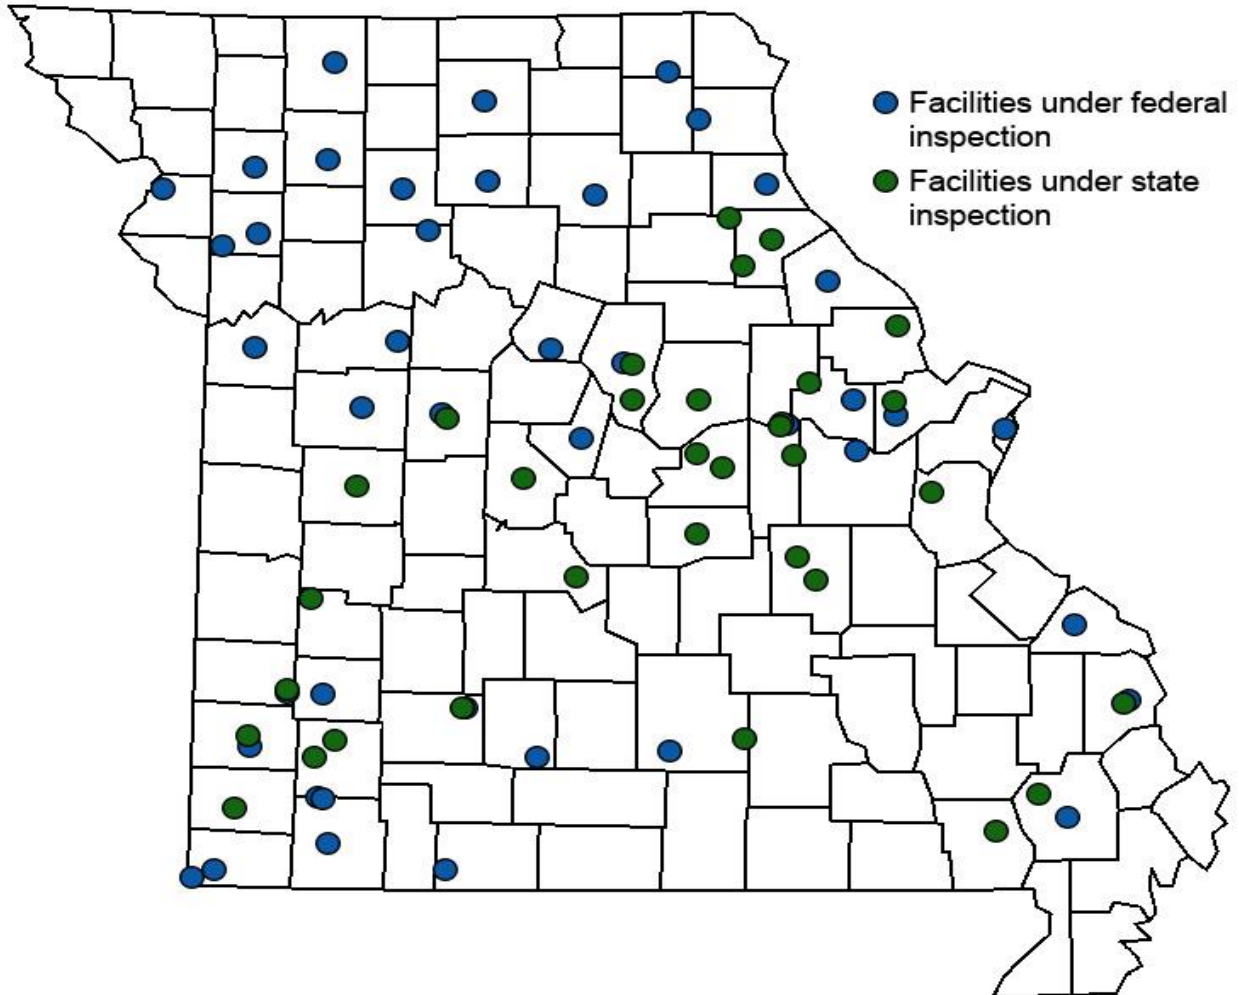 Facilities under federal
inspection
Facilities under state
inspection